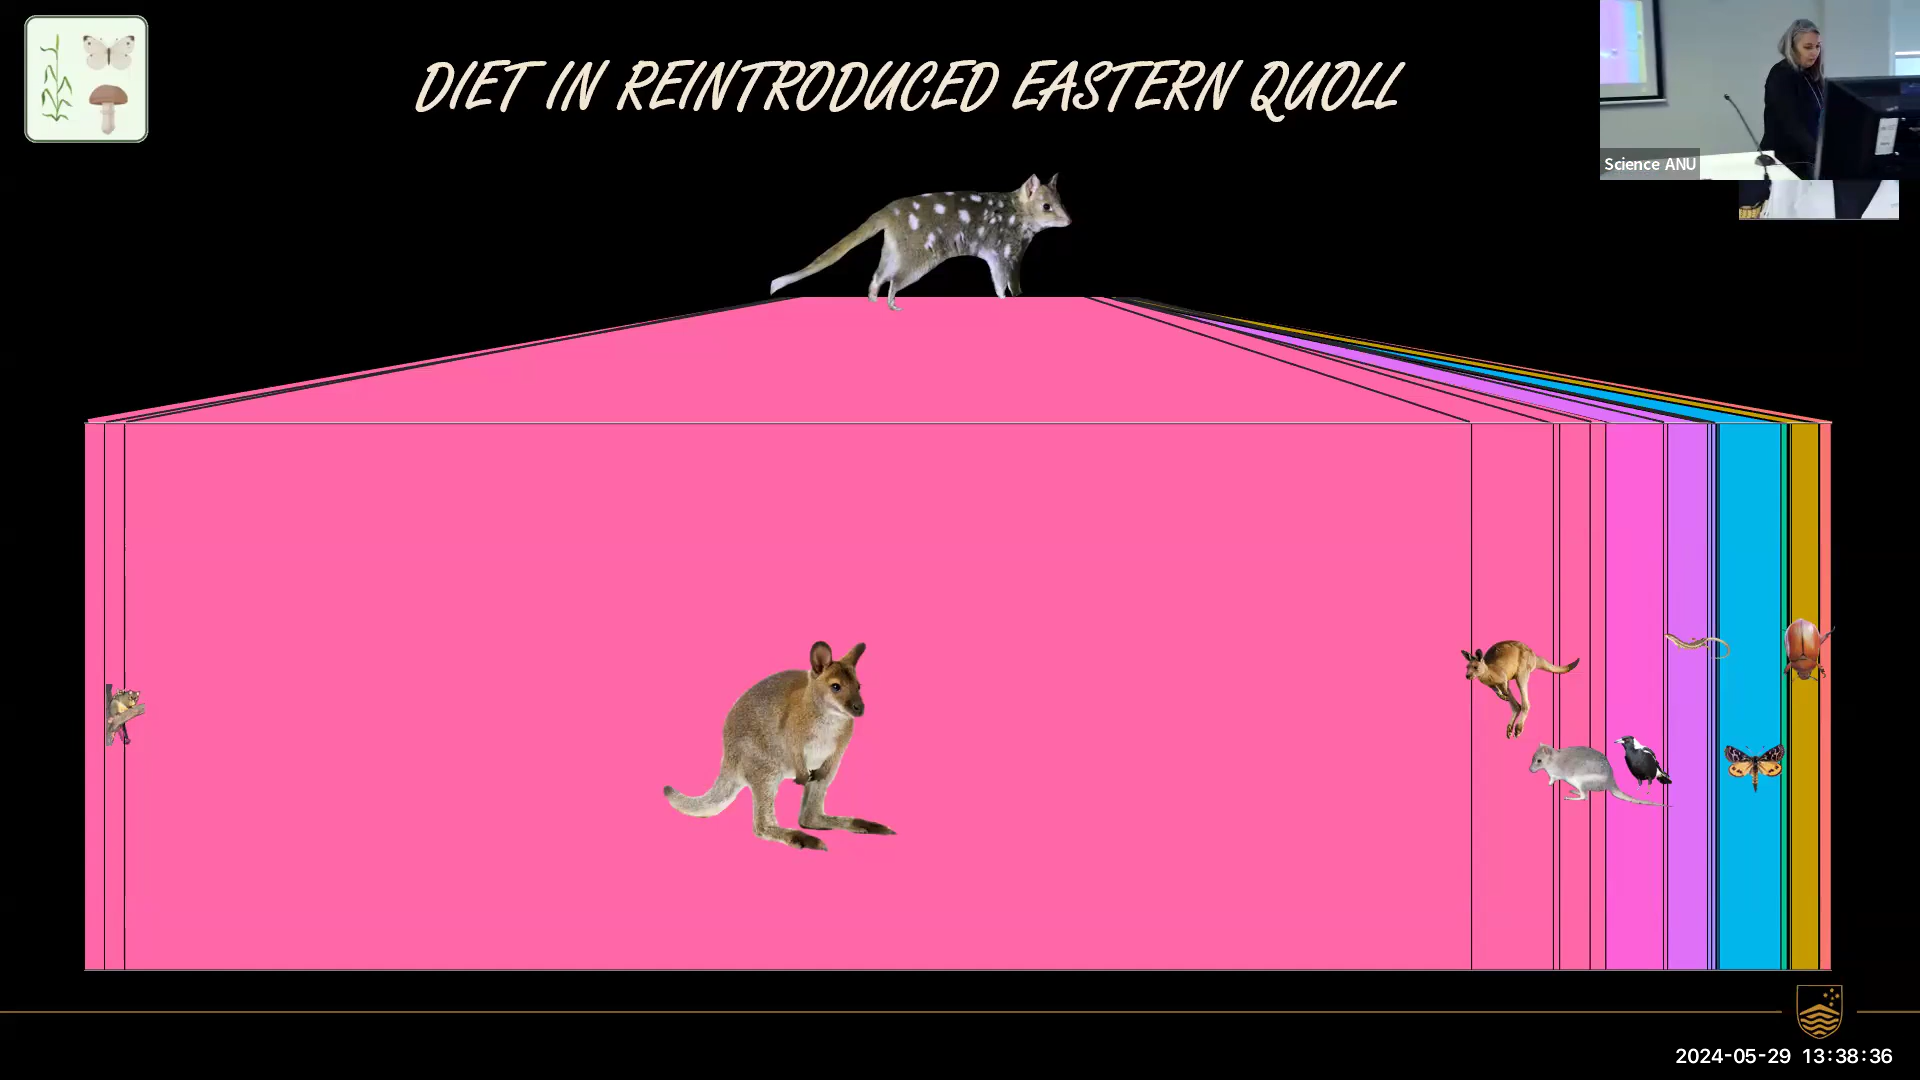 DIET IN REINTRODUCED EASTERN QUOLL
Science ANU
2024-05-29 13:38:36